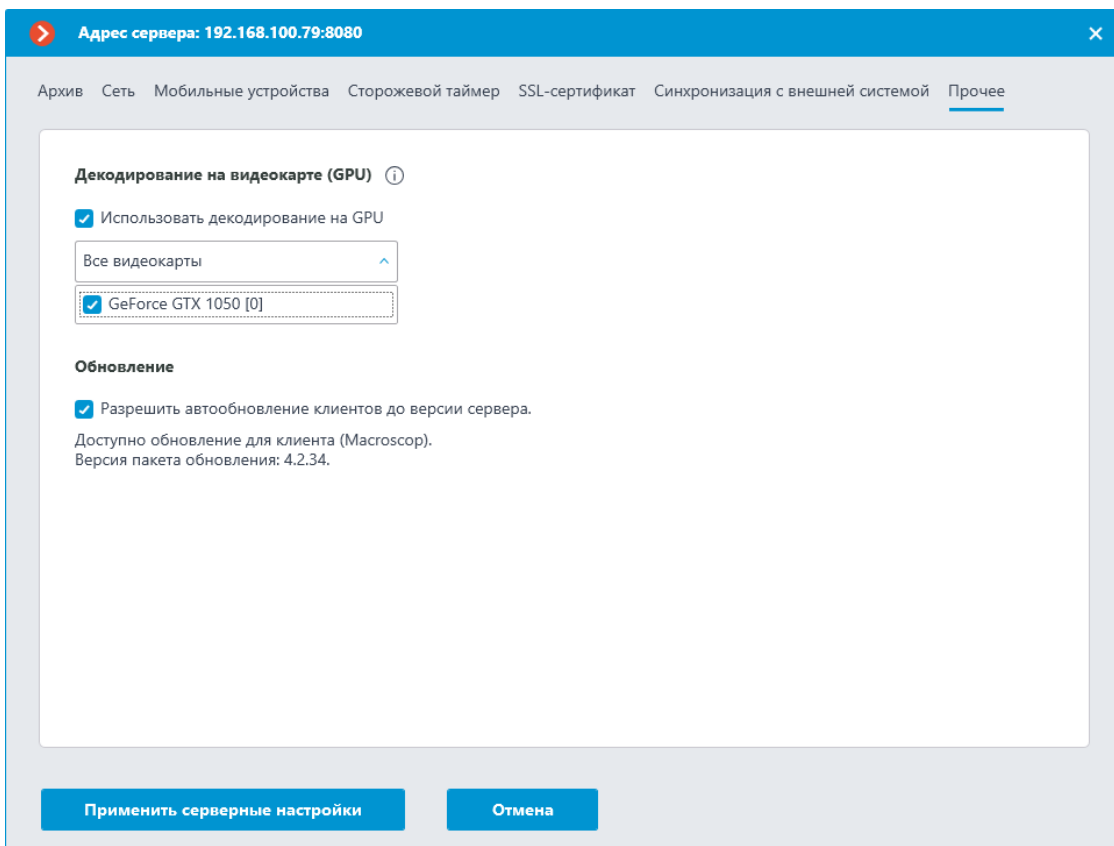 Адрес сервера: 192.168.100.79:8080
Архив Сеть Мобильные устройства Сторожевой таймер SSL-сертификат Синхронизация с внешней системой Прочее
Декодирование на видеокарте (GPU)
Использовать декодирование на GPU
Все видеокарты
GeForce GTX 1050 [0]
Обновление
Разрешить автообновление клиентов до версии сервера.
Доступно обновление для клиента (Macroscop).
Версия пакета обновления: 4.2.34.
Применить серверные настройки Отмена